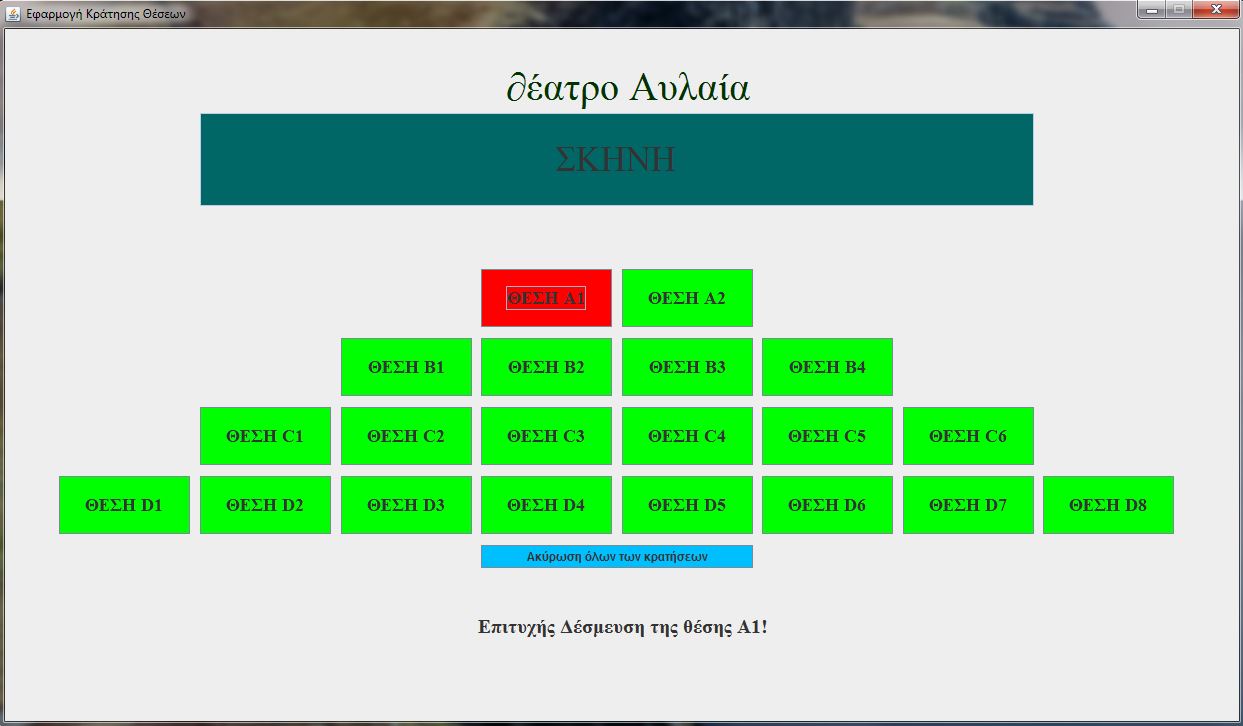 Εφαρμογή Κράτησης Θέσεων
∂έατρο Αυλαία
ΣΚΗΝΗ
ΘΕΣΗ A1 ΘΕΣΗ A2
ΘΕΣΗ B1 ΘΕΣΗ B2 ΘΕΣΗ B3 ΘΕΣΗ B4
ΘΕΣΗ C1 ΘΕΣΗ C2 ΘΕΣΗ C3 ΘΕΣΗ C4 ΘΕΣΗ C5 ΘΕΣΗ C6
ΘΕΣΗ D1 ΘΕΣΗ D2 ΘΕΣΗ D3 ΘΕΣΗ D4 ΘΕΣΗ D5 ΘΕΣΗ D6 ΘΕΣΗ D7 ΘΕΣΗ D8
Ακύρωση όλων των κρατήσεων
Επιτυχής Δέσμευση της θέσης A1!